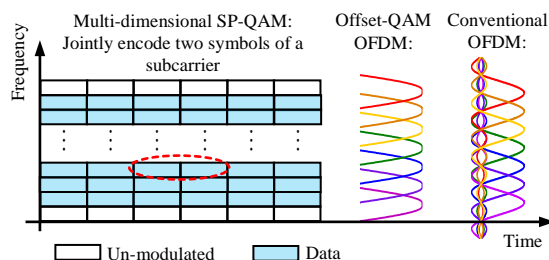 Multi-dimensional SP-QAM:
Jointly encode two symbols of a
subcarrier
Offset-QAM
OFDM:
Conventional
OFDM:
Frequency
Time
Un-modulated
Data